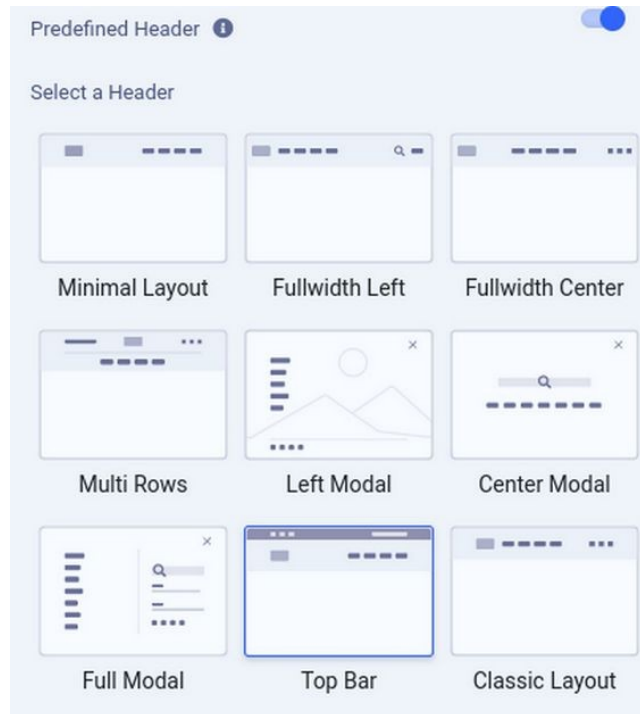 Predefined Header
Select a Header
Minimal Layout
Fullwidth Left
Fullwidth Center
Multi Rows
Left Modal
Center Modal
Full Modal
Top Bar
Classic Layout